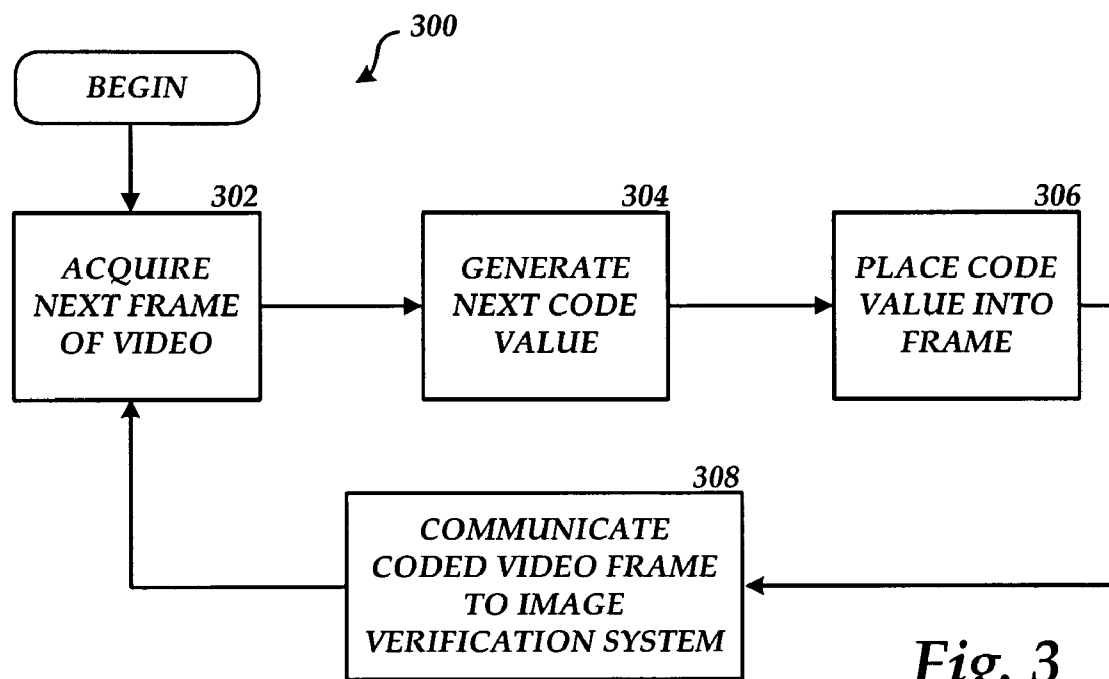 300
BEGIN
302
ACQUIRE
NEXT FRAME
OF VIDEO
304
GENERATE
NEXT CODE
VALUE
306
PLACE CODE
VALUE INTO
FRAME
308
COMMUNICATE
CODED VIDEO FRAME
TO IMAGE
VERIFICATION SYSTEM
Fig. 3